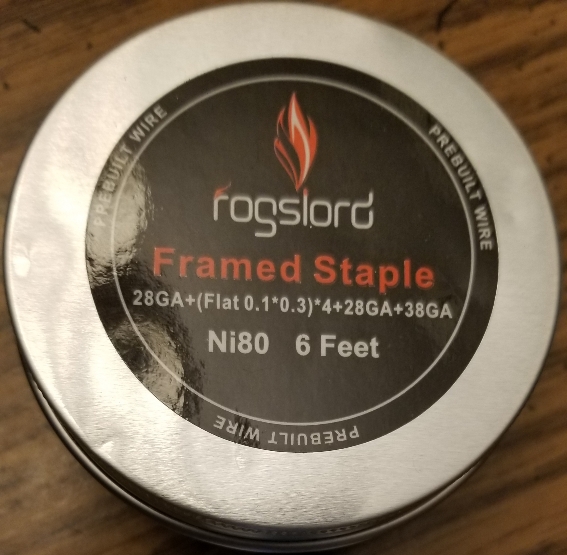 PREBUILT WIRE
PREBUILT WIRE
rogslord
Framed Staple
28GA+(Flat 0.1*0.3)*4+28GA+38GA
Ni80 6 Feet
PREBUILT WIRE